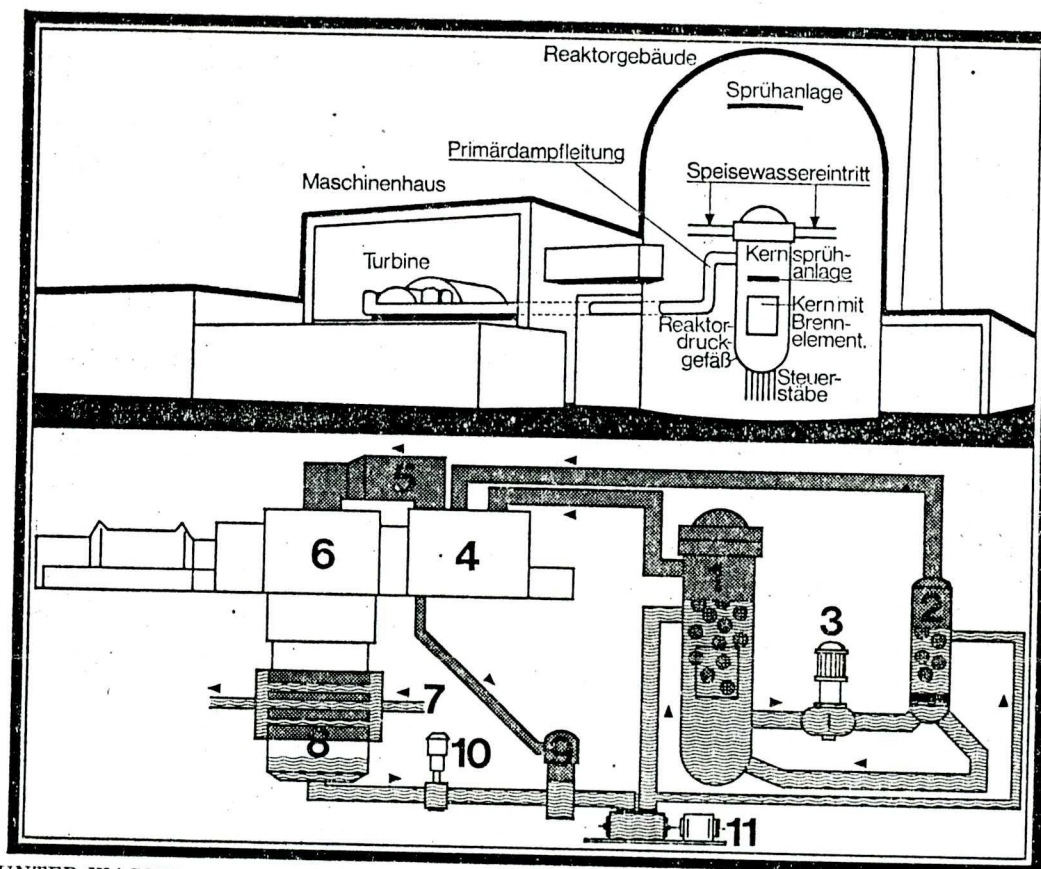 Reaktorgebäude
Sprühanlage
Primärdampfleitung
Speisewassereintritt
Maschinenhaus
Turbine
Kernsprüh-
anlage
Kern mit
Brenn-
element.
Reaktor-
druck-
gefäß
Steuer-
stäbe
5
6
4
1
2
3
7
8
10
9
11